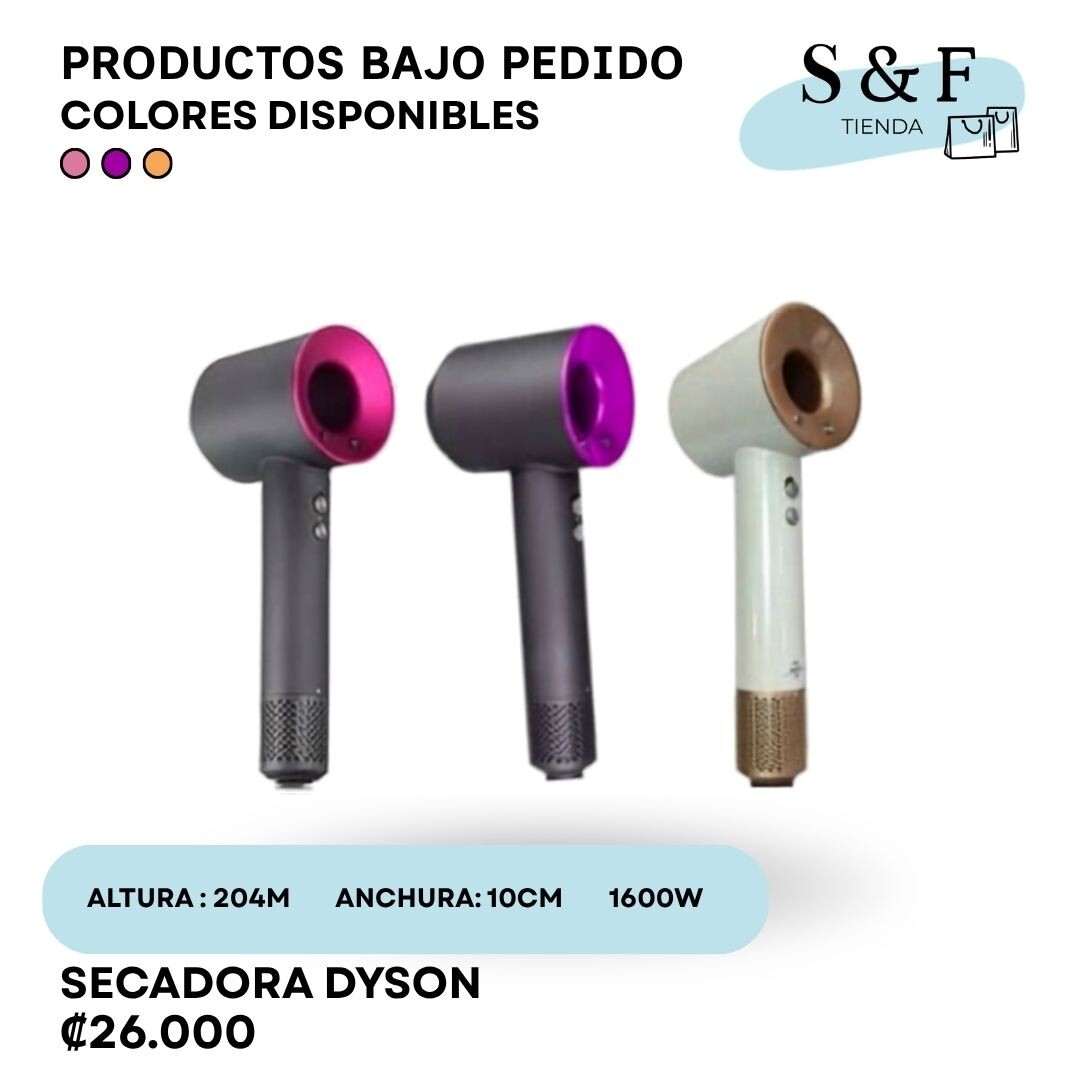 PRODUCTOS BAJO PEDIDO
COLORES DISPONIBLES
S & F
TIENDA
ALTURA : 204M ANCHURA: 10CM 1600W
SECADORA DYSON
₡26.000